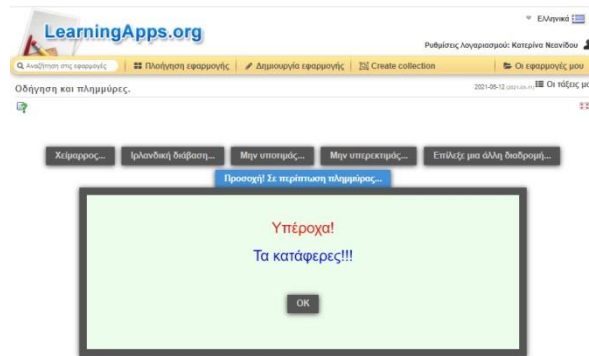 Ελληνικά
LearningApps.org
Ρυθμίσεις λογαριασμού: Κατερίνα Νεανίδου
Αναζήτηση στις εφαρμογές
Πλοήγηση εφαρμογής
Δημιουργία εφαρμογής
Create collection
Οι εφαρμογές μου
Οδήγηση και πλημμύρες.
2021-05-12
Οι τάξεις μο
Χείμαρρος...
Ιρλανδική διάβαση...
Μην υποτιμάς...
Μην υπερεκτιμάς...
Επίλεξε μια άλλη διαδρομή...
Προσοχή! Σε περίπτωση πλημμύρας...
Υπέροχα!
Τα κατάφερες!!!
OK